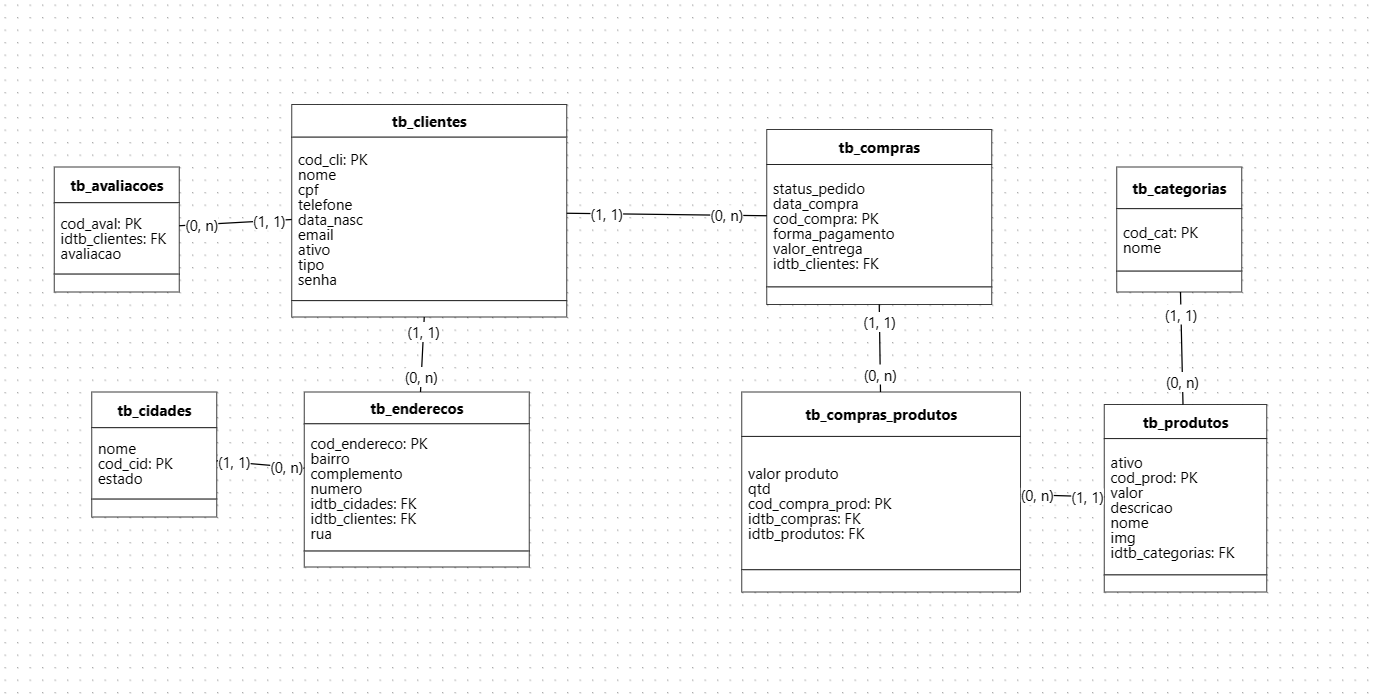 tb_clientes
cod_cli: PK
nome
cpf
telefone
data_nasc
email
ativo
tipo
senha
tb_compras
status_pedido
data_compra
cod_compra: PK
forma_pagamento
valor_entrega
idtb_clientes: FK
tb_avaliacoes
cod_aval: PK
idtb_clientes: FK
avaliacao
tb_categorias
cod_cat: PK
nome
(0, n)
(1, 1)
(1, 1)
(0, n)
(1, 1)
(0, n)
(1, 1)
(0, n)
(1, 1)
(0, n)
tb_cidades
nome
cod_cid: PK
estado
(1, 1)
(0, n)
tb_enderecos
cod_endereco: PK
bairro
complemento
numero
idtb_cidades: FK
idtb_clientes: FK
rua
tb_compras_produtos
valor produto
qtd
cod_compra_prod: PK
idtb_compras: FK
idtb_produtos: FK
(0, n)
(1, 1)
tb_produtos
ativo
cod_prod: PK
valor
descricao
nome
img
idtb_categorias: FK